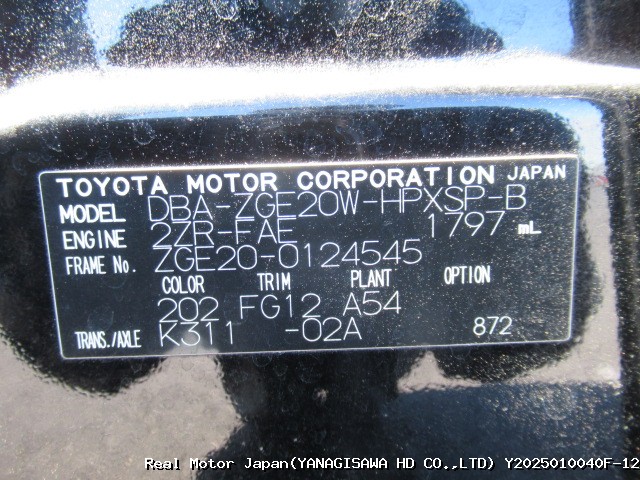 TOYOTA MOTOR CORPORATION JAPAN
MODEL DBA-ZGE20W-HPXSP-B
ENGINE 2ZR-FAE 1797 mL
FRAME No. ZGE20-0124545
COLOR TRIM PLANT OPTION
202 FG12 A54
TRANS./AXLE K311 -02A 872
Real Motor Japan(YANAGISAWA HD CO.,LTD) Y2025010040F-12